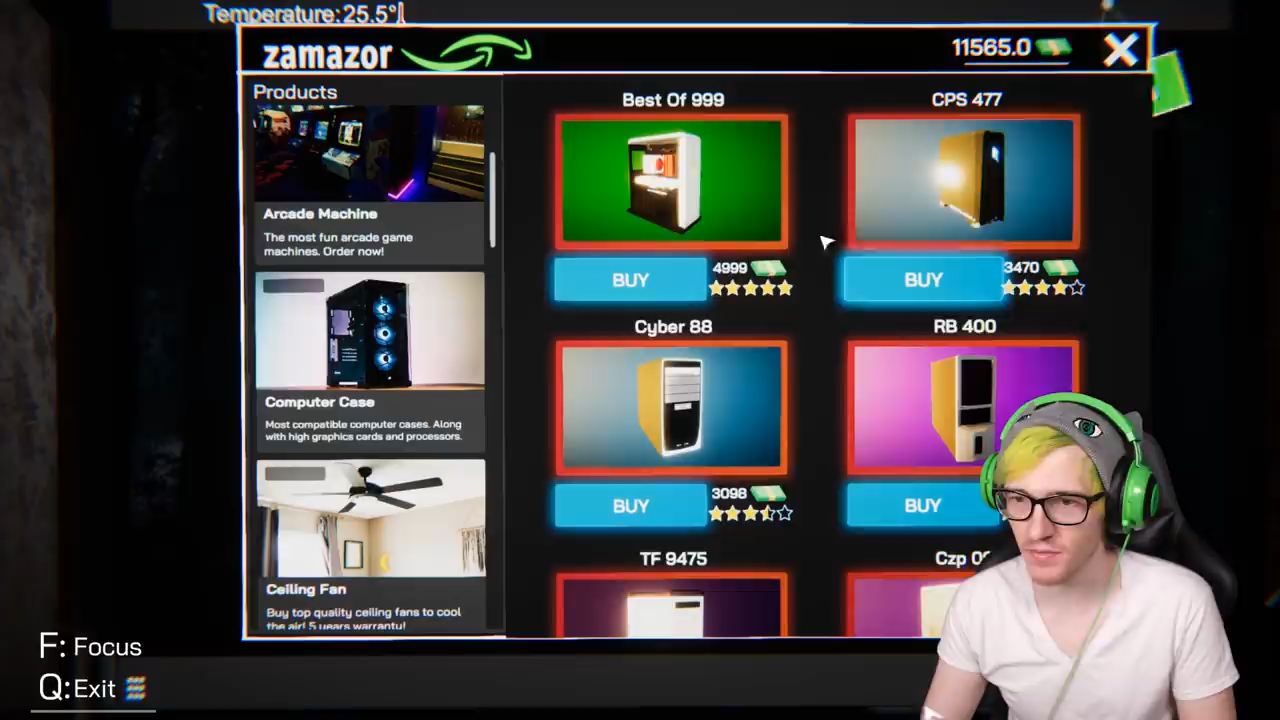 Temperature:25.5°
zamazor
11565.0
Products
Arcade Machine
The most fun arcade game
machines. Order now!
Computer Case
Most compatible computer cases. Along
with high graphics cards and processors.
Ceiling Fan
Buy top quality ceiling fans to cool
the air! 5 years warranty!
Best Of 999
BUY
4999
CPS 477
BUY
3470
Cyber 88
BUY
3098
RB 400
BUY
TF 9475
Czp
F: Focus
Q:Exit